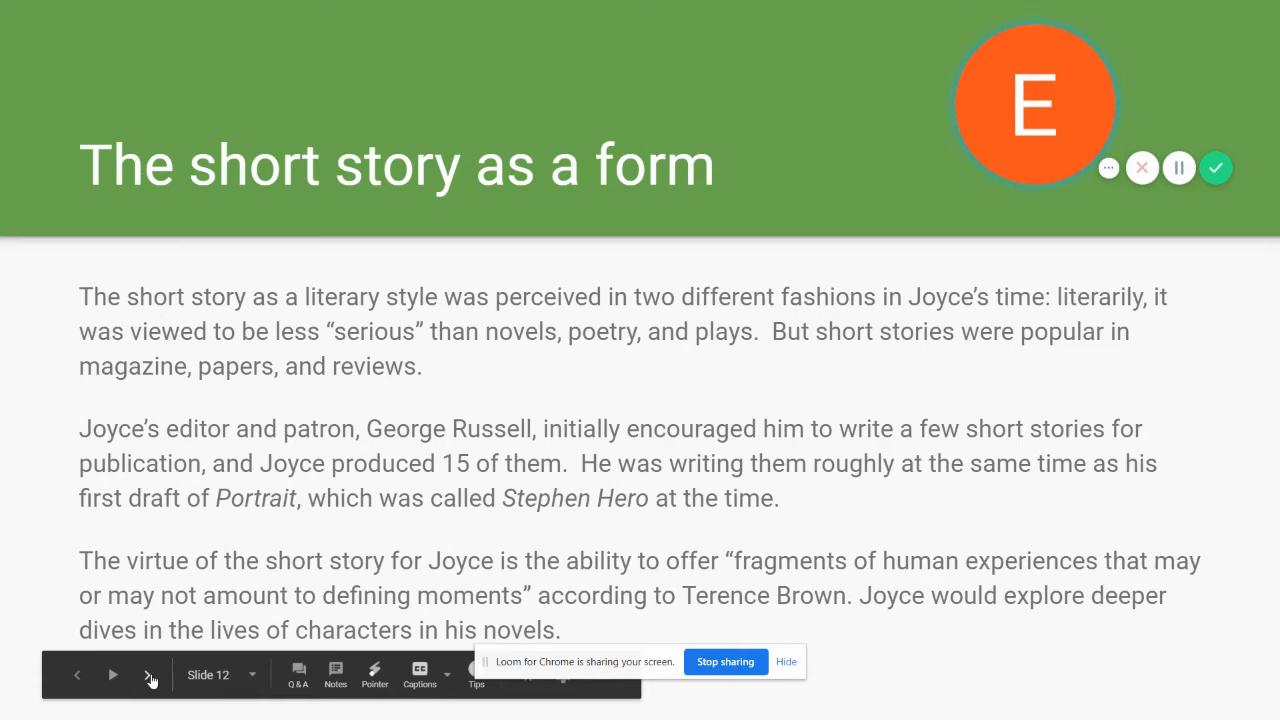 E
The short story as a form
The short story as a literary style was perceived in two different fashions in Joyce’s time: literarily, it
was viewed to be less “serious” than novels, poetry, and plays.  But short stories were popular in
magazine, papers, and reviews.
Joyce’s editor and patron, George Russell, initially encouraged him to write a few short stories for
publication, and Joyce produced 15 of them.  He was writing them roughly at the same time as his
first draft of Portrait, which was called Stephen Hero at the time.
The virtue of the short story for Joyce is the ability to offer “fragments of human experiences that may
or may not amount to defining moments” according to Terence Brown. Joyce would explore deeper
dives in the lives of characters in his novels.
Loom for Chrome is sharing your screen. Stop sharing Hide
Slide 12
Q & A Notes Pointer Captions Tips